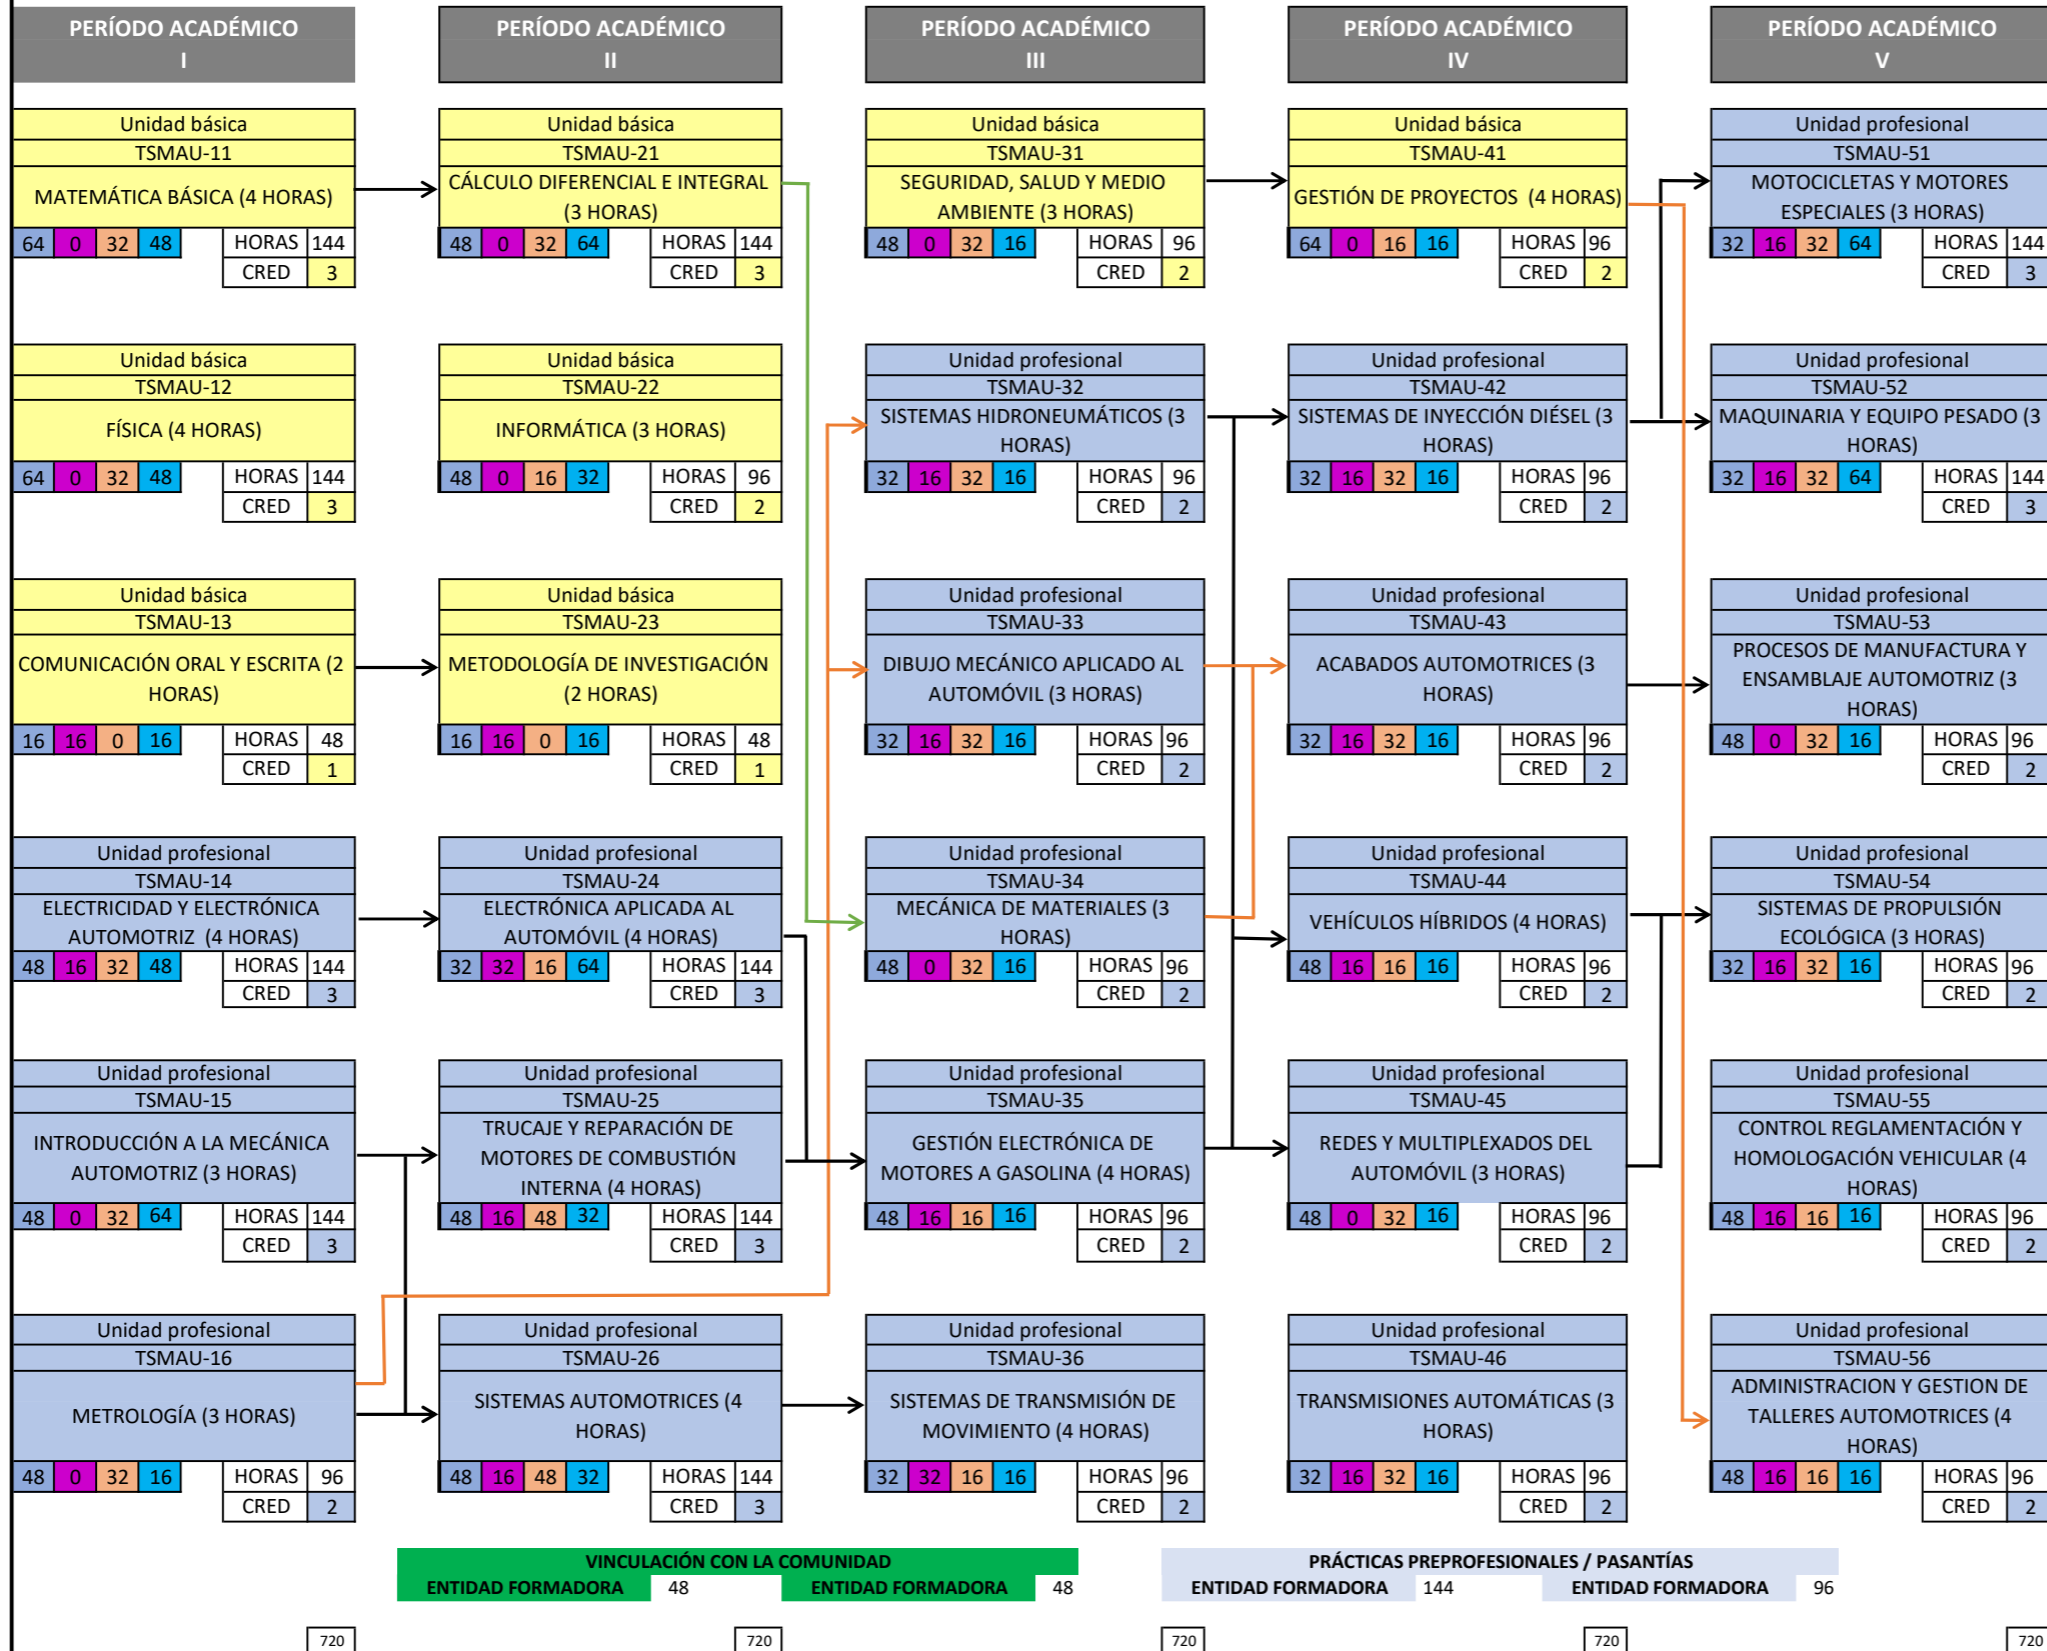 PERÍODO ACADÉMICO
I
PERÍODO ACADÉMICO
II
PERÍODO ACADÉMICO
III
PERÍODO ACADÉMICO
IV
PERÍODO ACADÉMICO
V
Unidad básica
TSMAU-11
MATEMÁTICA BÁSICA (4 HORAS)
64 0 32 48 HORAS 144
CRED 3
Unidad básica
TSMAU-21
CÁLCULO DIFERENCIAL E INTEGRAL
(3 HORAS)
48 0 32 64 HORAS 144
CRED 3
Unidad básica
TSMAU-31
SEGURIDAD, SALUD Y MEDIO
AMBIENTE (3 HORAS)
48 0 32 16 HORAS 96
CRED 2
Unidad básica
TSMAU-41
GESTIÓN DE PROYECTOS (4 HORAS)
64 0 16 16 HORAS 96
CRED 2
Unidad profesional
TSMAU-51
MOTOCICLETAS Y MOTORES
ESPECIALES (3 HORAS)
32 16 32 64 HORAS 144
CRED 3
Unidad básica
TSMAU-12
FÍSICA (4 HORAS)
64 0 32 48 HORAS 144
CRED 3
Unidad básica
TSMAU-22
INFORMÁTICA (3 HORAS)
48 0 16 32 HORAS 96
CRED 2
Unidad profesional
TSMAU-32
SISTEMAS HIDRONEUMÁTICOS (3
HORAS)
32 16 32 16 HORAS 96
CRED 2
Unidad profesional
TSMAU-42
SISTEMAS DE INYECCIÓN DIÉSEL (3
HORAS)
32 16 32 16 HORAS 96
CRED 2
Unidad profesional
TSMAU-52
MAQUINARIA Y EQUIPO PESADO (3
HORAS)
32 16 32 64 HORAS 144
CRED 3
Unidad básica
TSMAU-13
COMUNICACIÓN ORAL Y ESCRITA (2
HORAS)
16 16 0 16 HORAS 48
CRED 1
Unidad básica
TSMAU-23
METODOLOGÍA DE INVESTIGACIÓN
(2 HORAS)
16 16 0 16 HORAS 48
CRED 1
Unidad profesional
TSMAU-33
DIBUJO MECÁNICO APLICADO AL
AUTOMÓVIL (3 HORAS)
32 16 32 16 HORAS 96
CRED 2
Unidad profesional
TSMAU-43
ACABADOS AUTOMOTRICES (3
HORAS)
32 16 32 16 HORAS 96
CRED 2
Unidad profesional
TSMAU-53
PROCESOS DE MANUFACTURA Y
ENSAMBLAJE AUTOMOTRIZ (3
HORAS)
48 0 32 16 HORAS 96
CRED 2
Unidad profesional
TSMAU-14
ELECTRICIDAD Y ELECTRÓNICA
AUTOMOTRIZ (4 HORAS)
48 16 32 48 HORAS 144
CRED 3
Unidad profesional
TSMAU-24
ELECTRÓNICA APLICADA AL
AUTOMÓVIL (4 HORAS)
32 32 16 64 HORAS 144
CRED 3
Unidad profesional
TSMAU-34
MECÁNICA DE MATERIALES (3
HORAS)
48 0 32 16 HORAS 96
CRED 2
Unidad profesional
TSMAU-44
VEHÍCULOS HÍBRIDOS (4 HORAS)
48 16 16 16 HORAS 96
CRED 2
Unidad profesional
TSMAU-54
SISTEMAS DE PROPULSIÓN
ECOLÓGICA (3 HORAS)
32 16 32 16 HORAS 96
CRED 2
Unidad profesional
TSMAU-15
INTRODUCCIÓN A LA MECÁNICA
AUTOMOTRIZ (3 HORAS)
48 0 32 64 HORAS 144
CRED 3
Unidad profesional
TSMAU-25
TRUCAJE Y REPARACIÓN DE
MOTORES DE COMBUSTIÓN
INTERNA (4 HORAS)
48 16 48 32 HORAS 144
CRED 3
Unidad profesional
TSMAU-35
GESTIÓN ELECTRÓNICA DE
MOTORES A GASOLINA (4 HORAS)
48 16 16 16 HORAS 96
CRED 2
Unidad profesional
TSMAU-45
REDES Y MULTIPLEXADOS DEL
AUTOMÓVIL (3 HORAS)
48 0 32 16 HORAS 96
CRED 2
Unidad profesional
TSMAU-55
CONTROL REGLAMENTACIÓN Y
HOMOLOGACIÓN VEHICULAR (4
HORAS)
48 16 16 16 HORAS 96
CRED 2
Unidad profesional
TSMAU-16
METROLOGÍA (3 HORAS)
48 0 32 16 HORAS 96
CRED 2
Unidad profesional
TSMAU-26
SISTEMAS AUTOMOTRICES (4
HORAS)
48 16 48 32 HORAS 144
CRED 3
Unidad profesional
TSMAU-36
SISTEMAS DE TRANSMISIÓN DE
MOVIMIENTO (4 HORAS)
32 32 16 16 HORAS 96
CRED 2
Unidad profesional
TSMAU-46
TRANSMISIONES AUTOMÁTICAS (3
HORAS)
32 16 32 16 HORAS 96
CRED 2
Unidad profesional
TSMAU-56
ADMINISTRACION Y GESTION DE
TALLERES AUTOMOTRICES (4
HORAS)
48 16 16 16 HORAS 96
CRED 2
VINCULACIÓN CON LA COMUNIDAD
ENTIDAD FORMADORA 48 ENTIDAD FORMADORA 48
PRÁCTICAS PREPROFESIONALES / PASANTÍAS
ENTIDAD FORMADORA 144 ENTIDAD FORMADORA 96
720 720 720 720 720